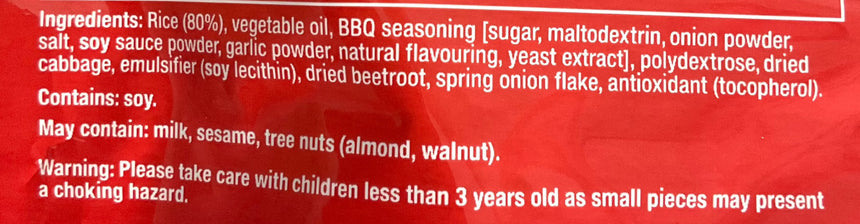 Ingredients: Rice (80%), vegetable oil, BBQ seasoning [sugar, maltodextrin, onion powder,
salt, soy sauce powder, garlic powder, natural flavouring, yeast extract], polydextrose, dried
cabbage, emulsifier (soy lecithin), dried beetroot, spring onion flake, antioxidant (tocopherol).
Contains: soy.
May contain: milk, sesame, tree nuts (almond, walnut).
Warning: Please take care with children less than 3 years old as small pieces may present
a choking hazard.